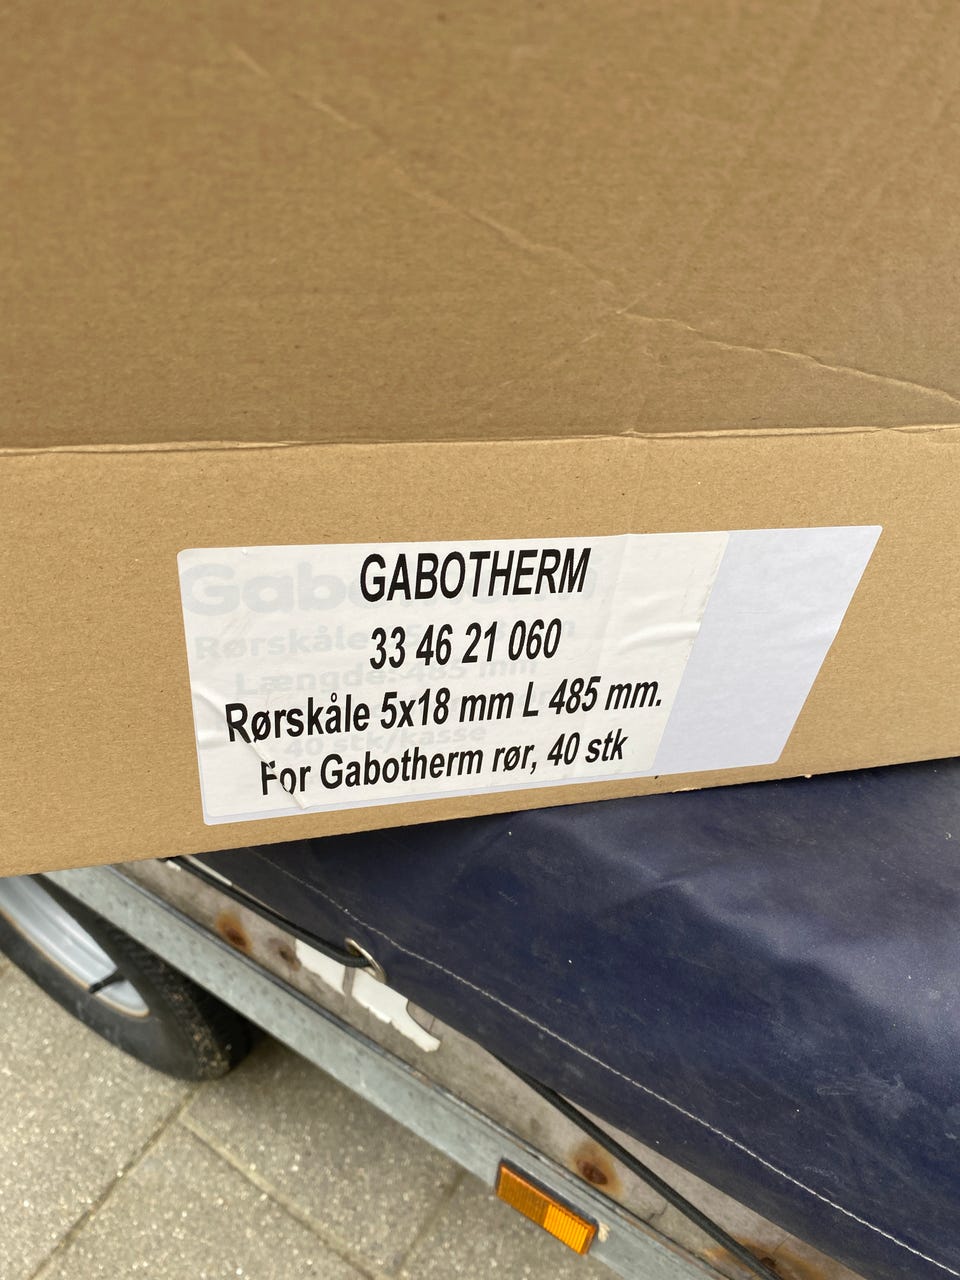 GABOTHERM
33 46 21 060
Rørskåle 5x18 mm L 485 mm.
For Gabotherm rør, 40 stk